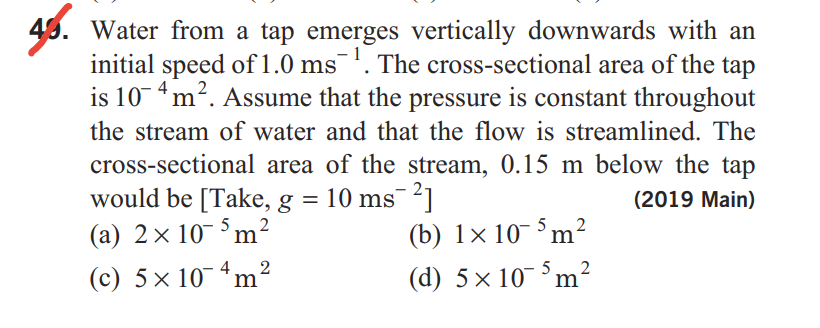 49. Water from a tap emerges vertically downwards with an
initial speed of 1.0 ms⁻¹. The cross-sectional area of the tap
is 10⁻⁴ m². Assume that the pressure is constant throughout
the stream of water and that the flow is streamlined. The
cross-sectional area of the stream, 0.15 m below the tap
would be [Take, g = 10 ms⁻²] (2019 Main)
(a) 2 × 10⁻⁵ m² (b) 1 × 10⁻⁵ m²
(c) 5 × 10⁻⁴ m² (d) 5 × 10⁻⁵ m²